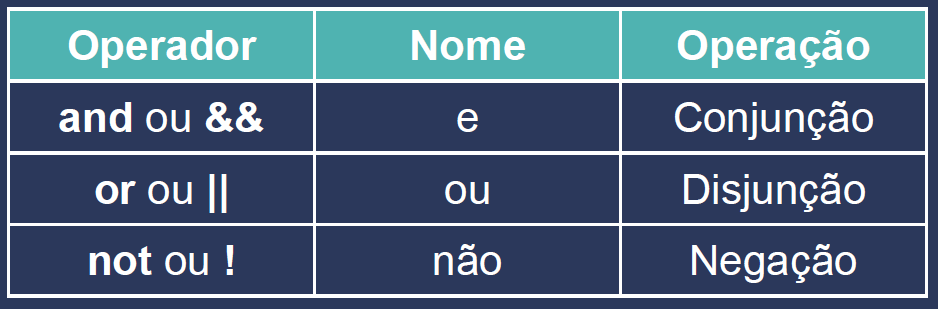 Operador Nome Operação
and ou && e Conjunção
or ou || ou Disjunção
not ou ! não Negação